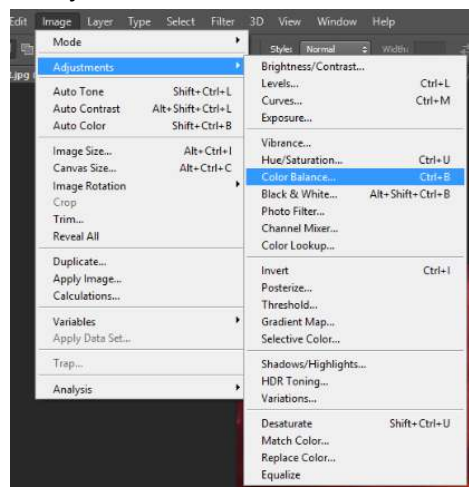 Edit Image Layer Type Select Filter 3D View Window Help
Style: Normal Width:
.jpg
Mode
Adjustments
Auto Tone Shift+Ctrl+L
Auto Contrast Alt+Shift+Ctrl+L
Auto Color Shift+Ctrl+B
Image Size... Alt+Ctrl+I
Canvas Size... Alt+Ctrl+C
Image Rotation
Crop
Trim...
Reveal All
Duplicate...
Apply Image...
Calculations...
Variables
Apply Data Set...
Trap...
Analysis
Brightness/Contrast...
Levels... Ctrl+L
Curves... Ctrl+M
Exposure...
Vibrance...
Hue/Saturation... Ctrl+U
Color Balance... Ctrl+B
Black & White... Alt+Shift+Ctrl+B
Photo Filter...
Channel Mixer...
Color Lookup...
Invert Ctrl+I
Posterize...
Threshold...
Gradient Map...
Selective Color...
Shadows/Highlights...
HDR Toning...
Variations...
Desaturate Shift+Ctrl+U
Match Color...
Replace Color...
Equalize